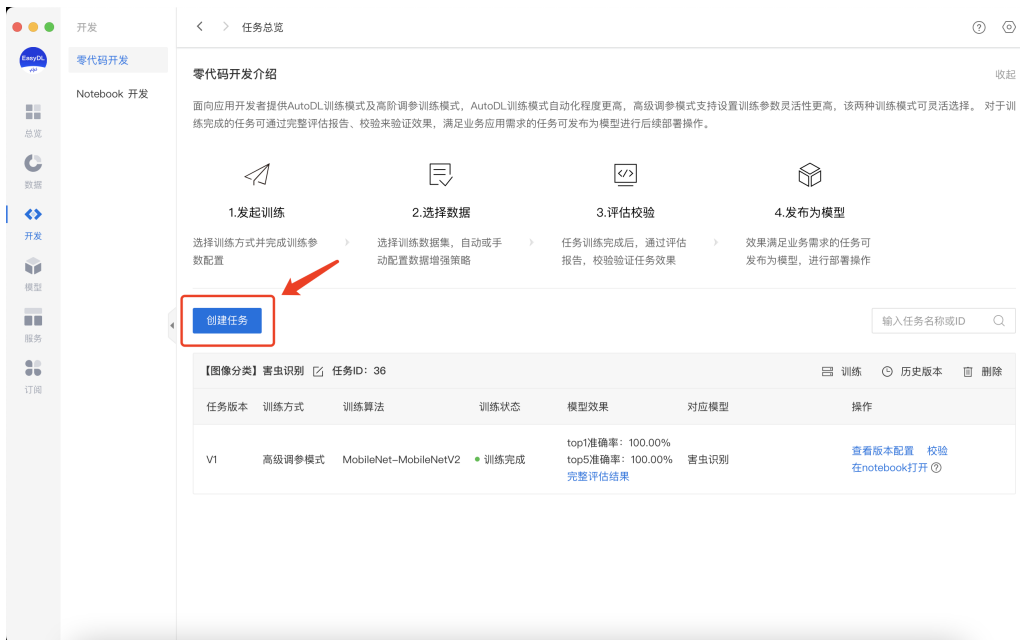 开发
任务总览
EasyDL
零代码开发
Notebook 开发
总览
数据
开发
模型
服务
订阅
零代码开发介绍
收起
面向应用开发者提供AutoDL训练模式及高阶调参训练模式，AutoDL训练模式自动化程度更高，高级调参模式支持设置训练参数灵活性更高，该两种训练模式可灵活选择。 对于训
练完成的任务可通过完整评估报告、校验来验证效果，满足业务应用需求的任务可发布为模型进行后续部署操作。
1.发起训练
选择训练方式并完成训练参
数配置
2.选择数据
选择训练数据集，自动或手
动配置数据增强策略
3.评估校验
任务训练完成后，通过评估
报告，校验验证任务效果
4.发布为模型
效果满足业务需求的任务可
发布为模型，进行部署操作
创建任务
输入任务名称或ID
【图像分类】害虫识别 任务ID：36 训练 历史版本 删除
任务版本 训练方式 训练算法 训练状态 模型效果 对应模型 操作
V1 高级调参模式 MobileNet-MobileNetV2 训练完成
top1准确率：100.00%
top5准确率：100.00%
完整评估结果
害虫识别
查看版本配置 校验
在notebook打开